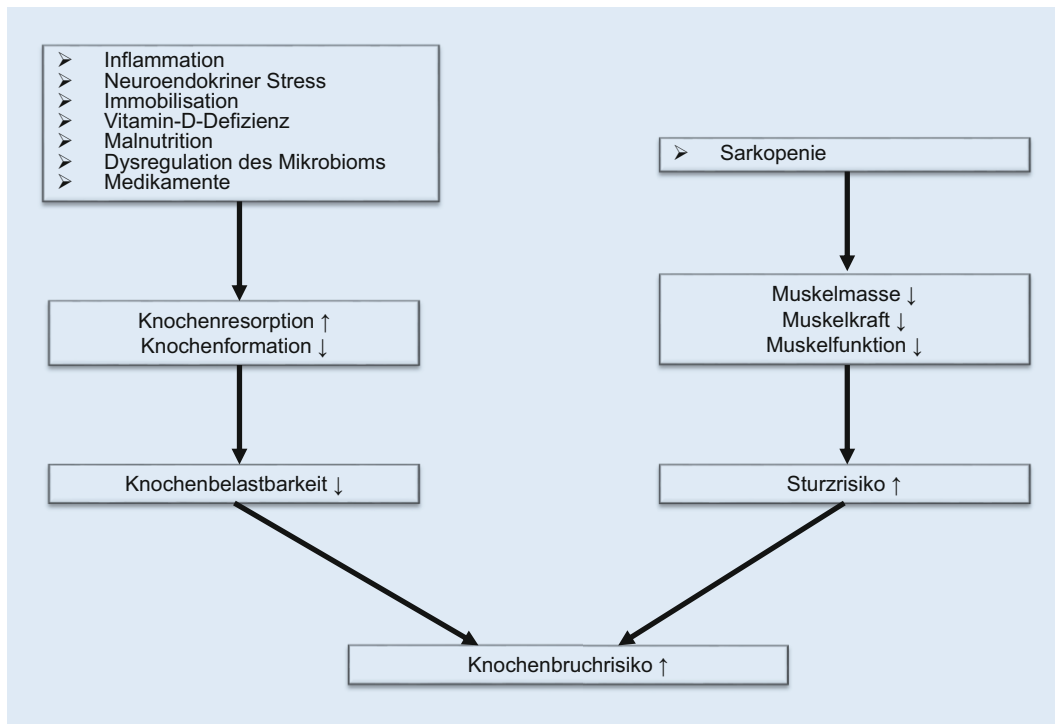 ➢ Inflammation
➢ Neuroendokriner Stress
➢ Immobilisation
➢ Vitamin-D-Defizienz
➢ Malnutrition
➢ Dysregulation des Mikrobioms
➢ Medikamente
➢ Sarkopenie
Knochenresorption ↑
Knochenformation ↓
Muskelmasse ↓
Muskelkraft ↓
Muskelfunktion ↓
Knochenbelastbarkeit ↓
Sturzrisiko ↑
Knochenbruchrisiko ↑